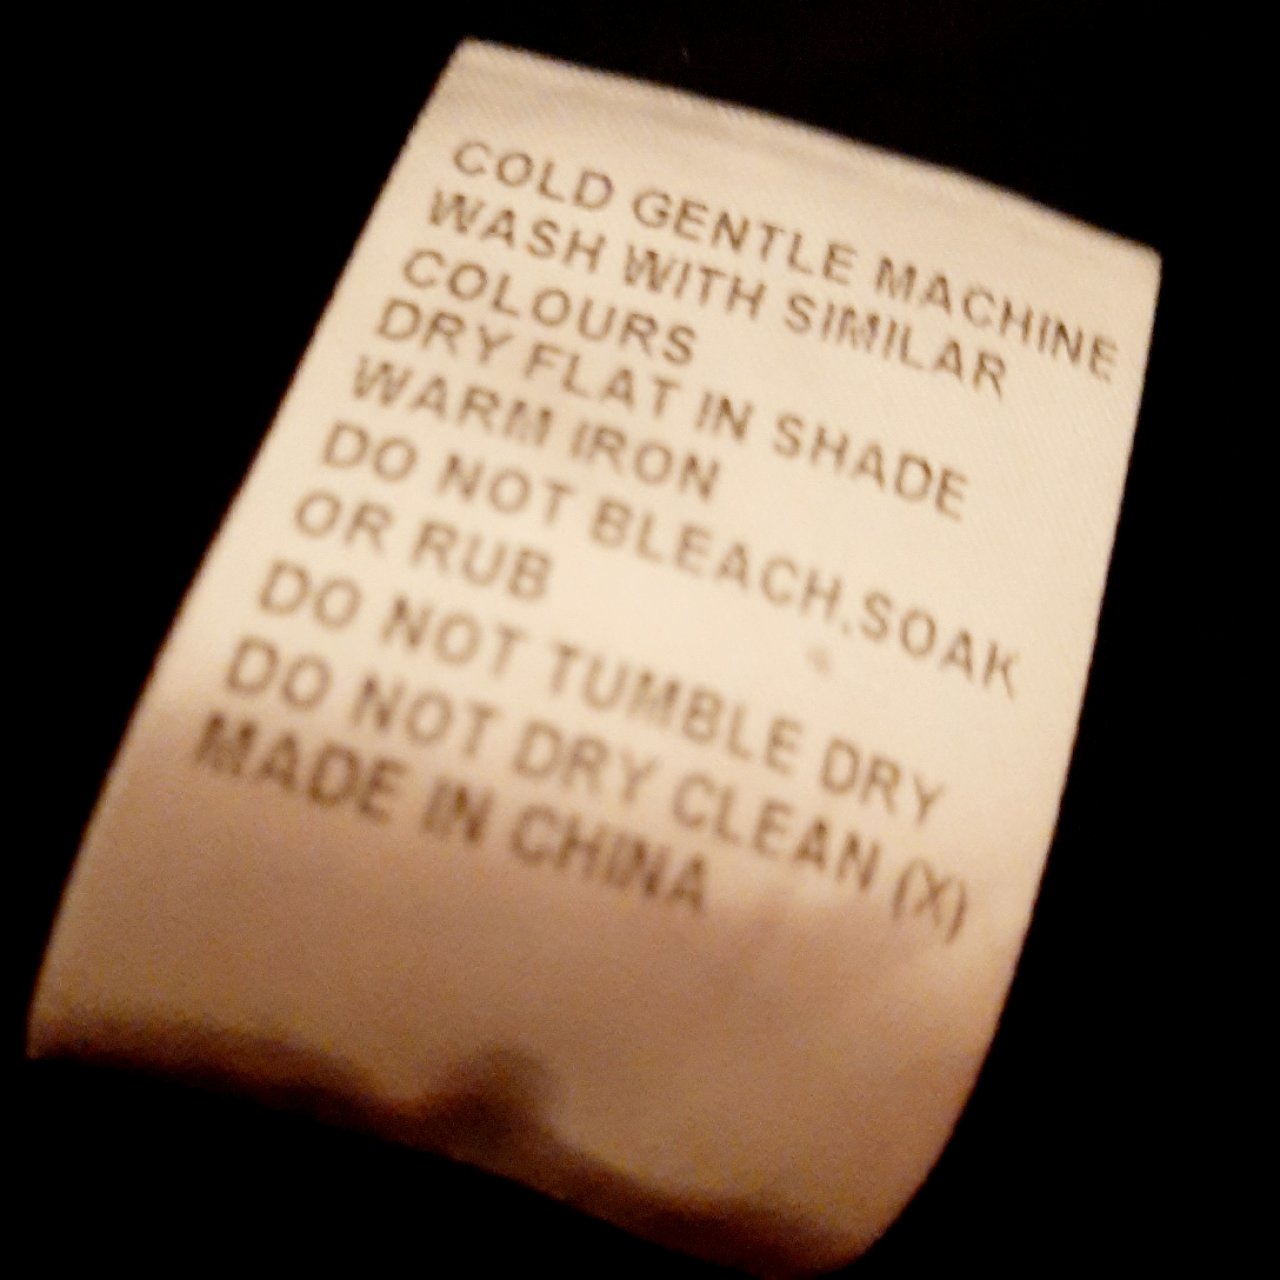 COLD GENTLE MACHINE
WASH WITH SIMILAR
COLOURS
DRY FLAT IN SHADE
WARM IRON
DO NOT BLEACH,SOAK
OR RUB
DO NOT TUMBLE DRY
DO NOT DRY CLEAN (X)
MADE IN CHINA